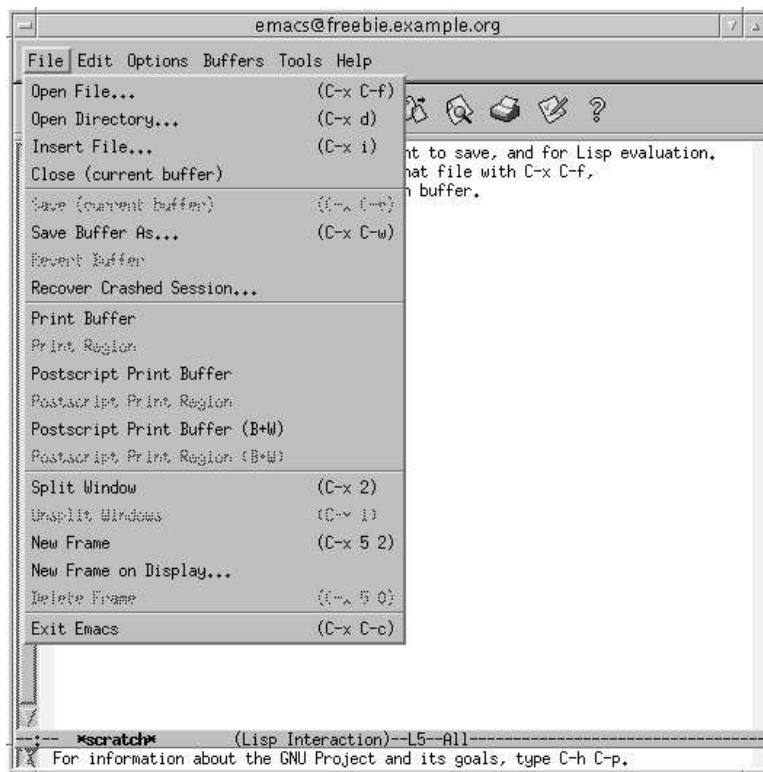 emacs@freebie.example.org
File Edit Options Buffers Tools Help
Open File... (C-x C-f)
Open Directory... (C-x d)
Insert File... (C-x i)
Close (current buffer)
Save (current buffer) (C-x C-s)
Save Buffer As... (C-x C-w)
Revert Buffer
Recover Crashed Session...
Print Buffer
Print Region
Postscript Print Buffer
Postscript Print Region
Postscript Print Buffer (B+W)
Postscript Print Region (B+W)
Split Window (C-x 2)
Unsplit Windows (C-x 1)
New Frame (C-x 5 2)
New Frame on Display...
Delete Frame (C-x 5 0)
Exit Emacs (C-x C-c)
nt to save, and for Lisp evaluation.
hat file with C-x C-f,
n buffer.
--:-- *scratch* (Lisp Interaction)--L5--All--
For information about the GNU Project and its goals, type C-h C-p.